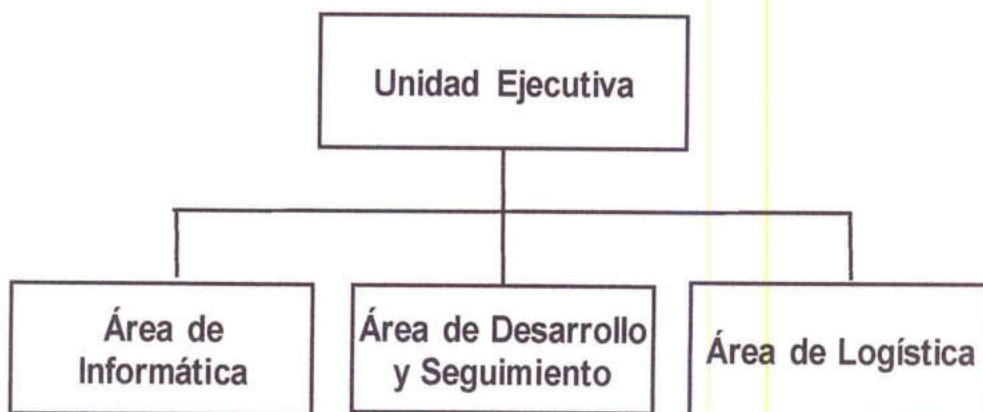 Unidad Ejecutiva
Área de
Informática
Área de Desarrollo
y Seguimiento
Área de Logística